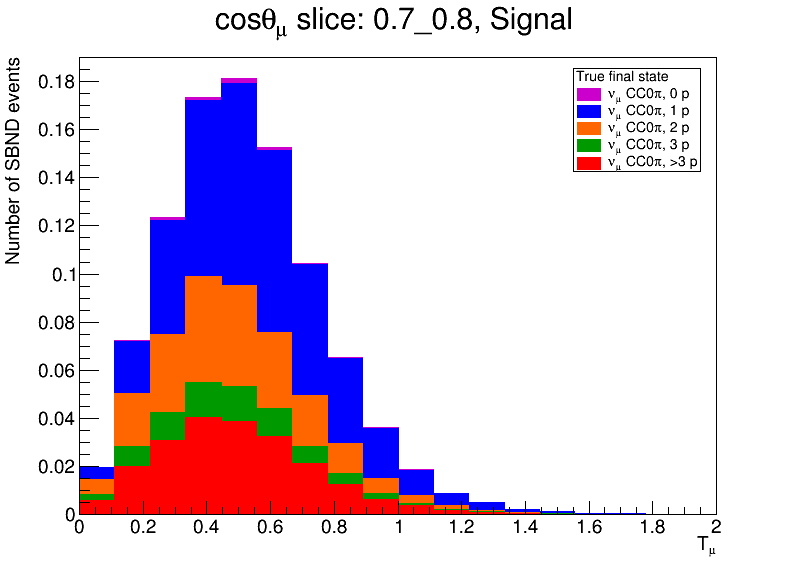 cosθμ slice: 0.7_0.8, Signal
Number of SBND events
True final state
νμ CC0π, 0 p
νμ CC0π, 1 p
νμ CC0π, 2 p
νμ CC0π, 3 p
νμ CC0π, >3 p
0.18
0.16
0.14
0.12
0.1
0.08
0.06
0.04
0.02
0
0 0.2 0.4 0.6 0.8 1 1.2 1.4 1.6 1.8 2
Tμ